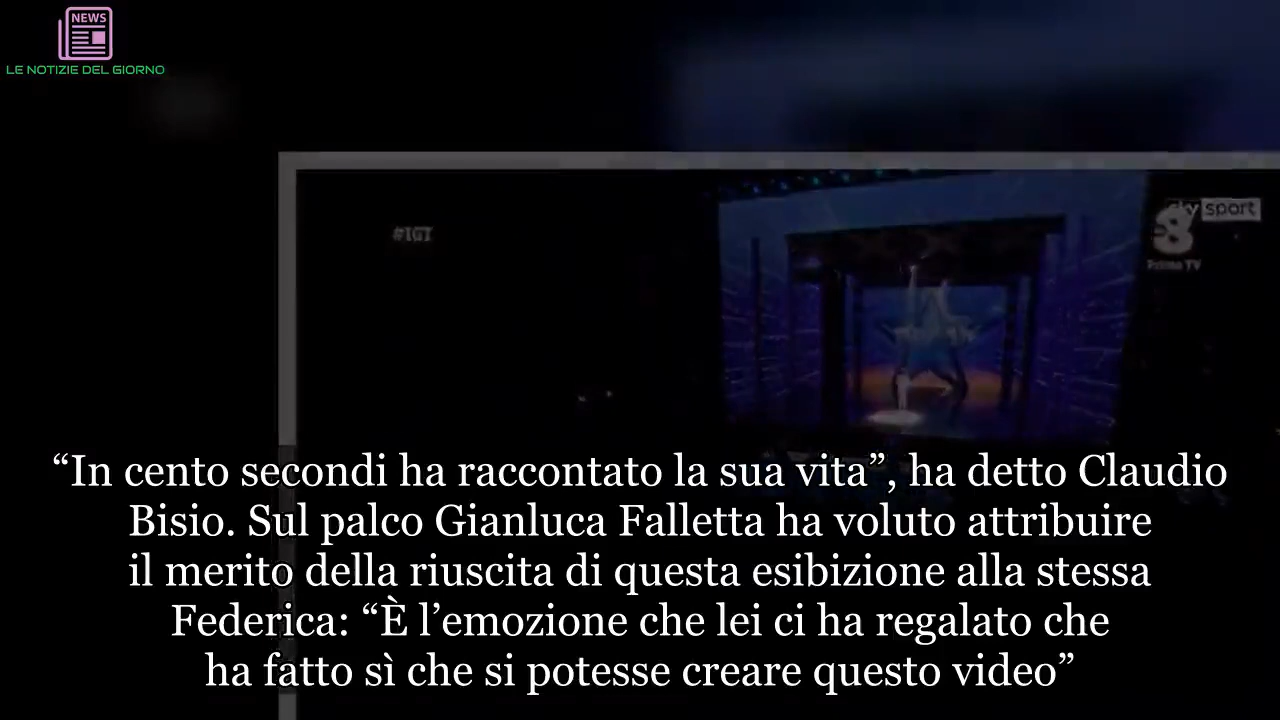 NEWS
LE NOTIZIE DEL GIORNO
#IGT
sky sport
8
Prima TV
“In cento secondi ha raccontato la sua vita”, ha detto Claudio
Bisio. Sul palco Gianluca Falletta ha voluto attribuire
il merito della riuscita di questa esibizione alla stessa
Federica: “È l’emozione che lei ci ha regalato che
ha fatto sì che si potesse creare questo video”